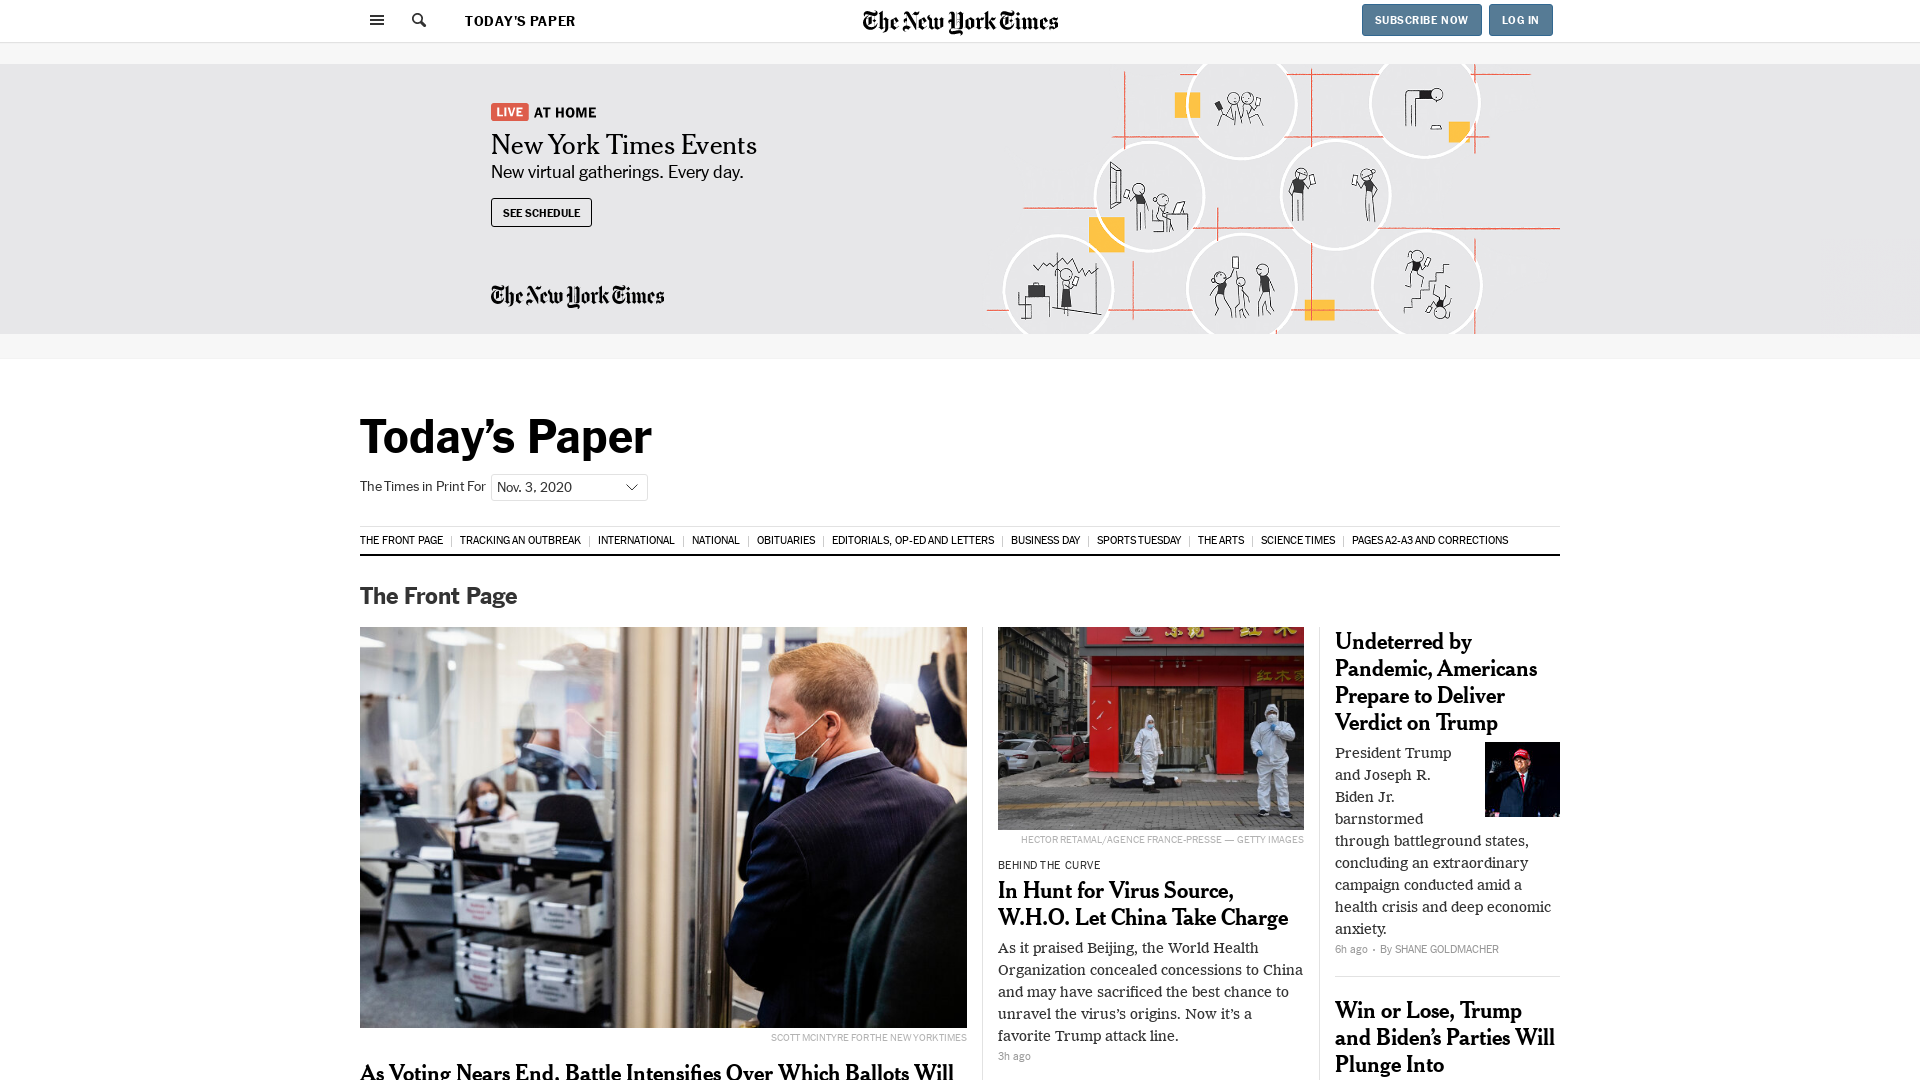 TODAY'S PAPER
The New York Times
SUBSCRIBE NOW
LOG IN
LIVE AT HOME
New York Times Events
New virtual gatherings. Every day.
SEE SCHEDULE
The New York Times
Today's Paper
The Times in Print For Nov. 3, 2020
THE FRONT PAGE
TRACKING AN OUTBREAK
INTERNATIONAL
NATIONAL
OBITUARIES
EDITORIALS, OP-ED AND LETTERS
BUSINESS DAY
SPORTS TUESDAY
THE ARTS
SCIENCE TIMES
PAGES A2-A3 AND CORRECTIONS
The Front Page
SCOTT MCINTYRE FOR THE NEW YORK TIMES
As Voting Nears End, Battle Intensifies Over Which Ballots Will
HECTOR RETAMAL/AGENCE FRANCE-PRESSE — GETTY IMAGES
BEHIND THE CURVE
In Hunt for Virus Source,
W.H.O. Let China Take Charge
As it praised Beijing, the World Health
Organization concealed concessions to China
and may have sacrificed the best chance to
unravel the virus's origins. Now it's a
favorite Trump attack line.
3h ago
Undeterred by
Pandemic, Americans
Prepare to Deliver
Verdict on Trump
President Trump
and Joseph R.
Biden Jr.
barnstormed
through battleground states,
concluding an extraordinary
campaign conducted amid a
health crisis and deep economic
anxiety.
6h ago • By SHANE GOLDMACHER
Win or Lose, Trump
and Biden's Parties Will
Plunge Into